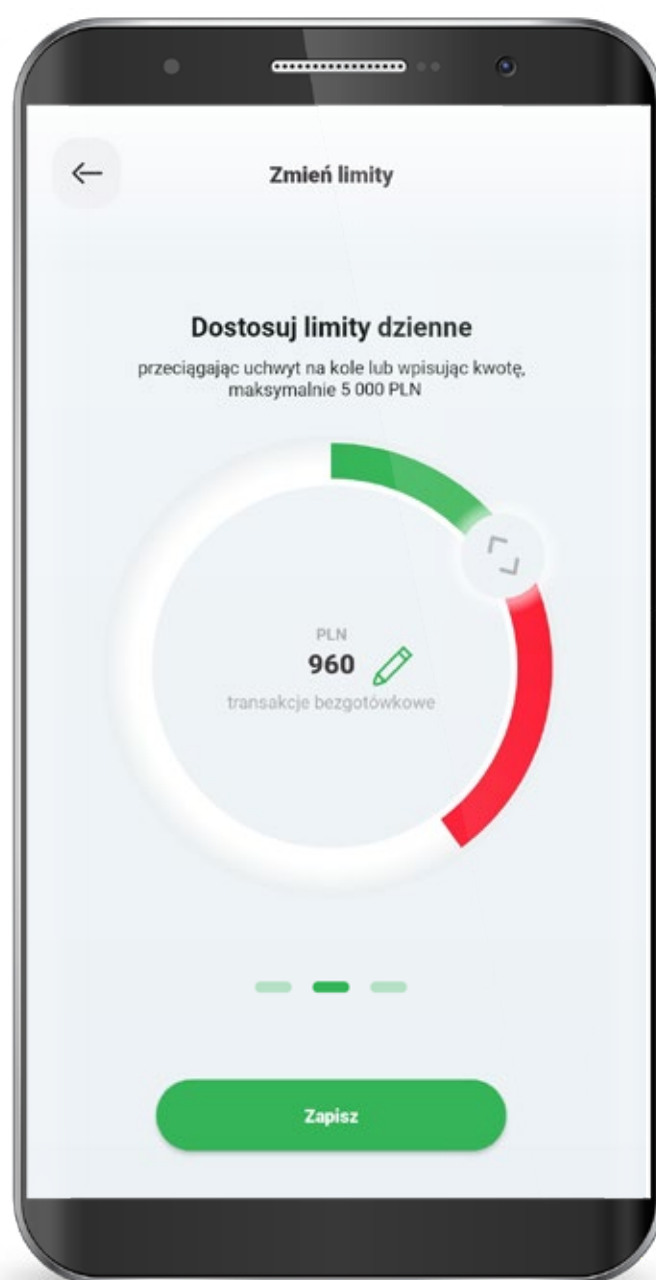 Zmień limity
Dostosuj limity dzienne
przeciągając uchwyt na kole lub wpisując kwotę,
maksymalnie 5 000 PLN
PLN
960
transakcje bezgotówkowe
Zapisz